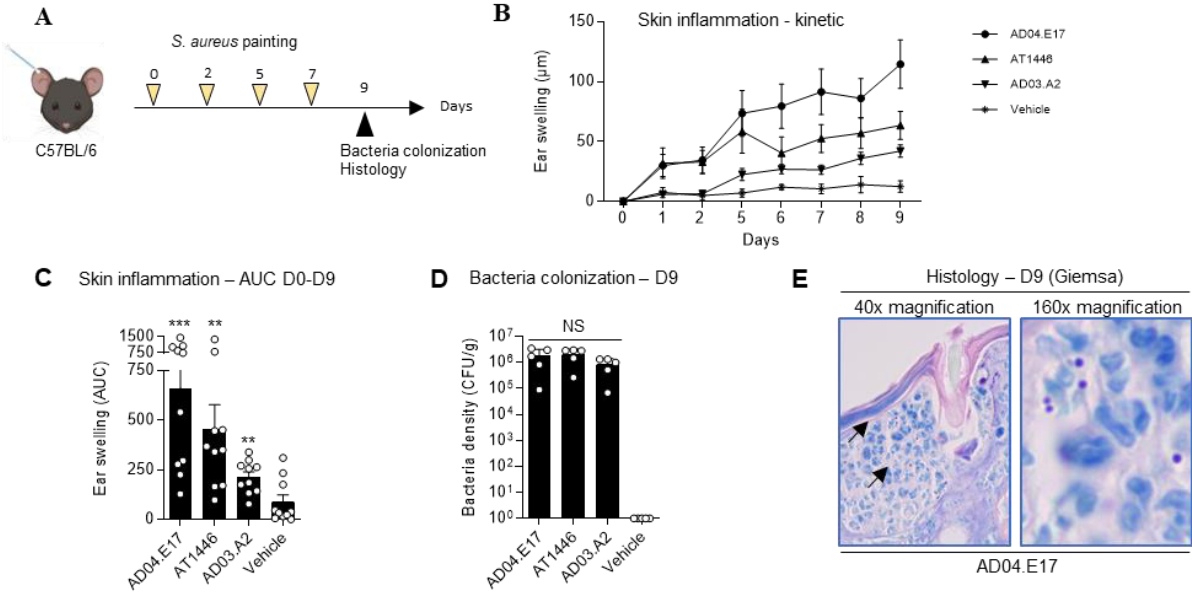 A
S. aureus painting
0 2 5 7 9
Days
C57BL/6
Bacteria colonization
Histology
B
Skin inflammation - kinetic
Ear swelling (µm)
150
100
50
0
0 1 2 5 6 7 8 9
Days
AD04.E17
AT1446
AD03.A2
Vehicle
C
Skin inflammation – AUC D0-D9
Ear swelling (AUC)
*** ** **
1500
750
750
500
250
0
AD04.E17
AT1446
AD03.A2
Vehicle
D
Bacteria colonization – D9
Bacteria density (CFU/g)
NS
10⁷
10⁶
10⁵
10⁴
10³
10²
10¹
10⁰
AD04.E17
AT1446
AD03.A2
Vehicle
E
Histology – D9 (Giemsa)
40x magnification 160x magnification
AD04.E17